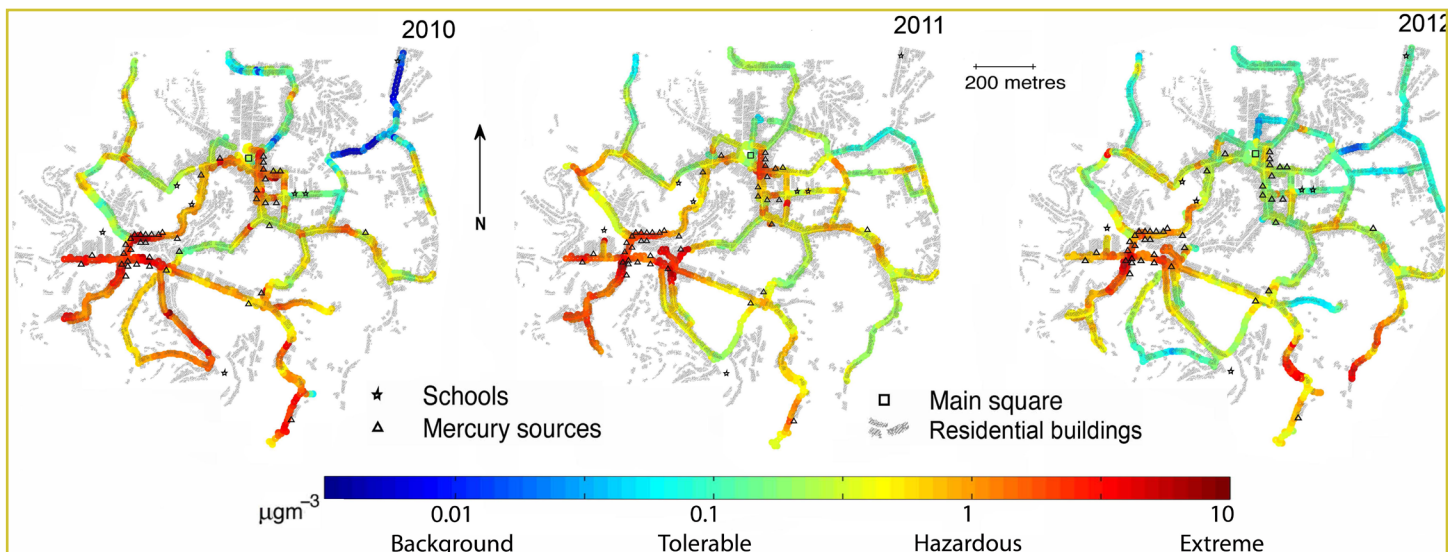 2010
2011
2012
200 metres
N
Schools
Mercury sources
Main square
Residential buildings
μgm⁻³
0.01
0.1
1
10
Background
Tolerable
Hazardous
Extreme